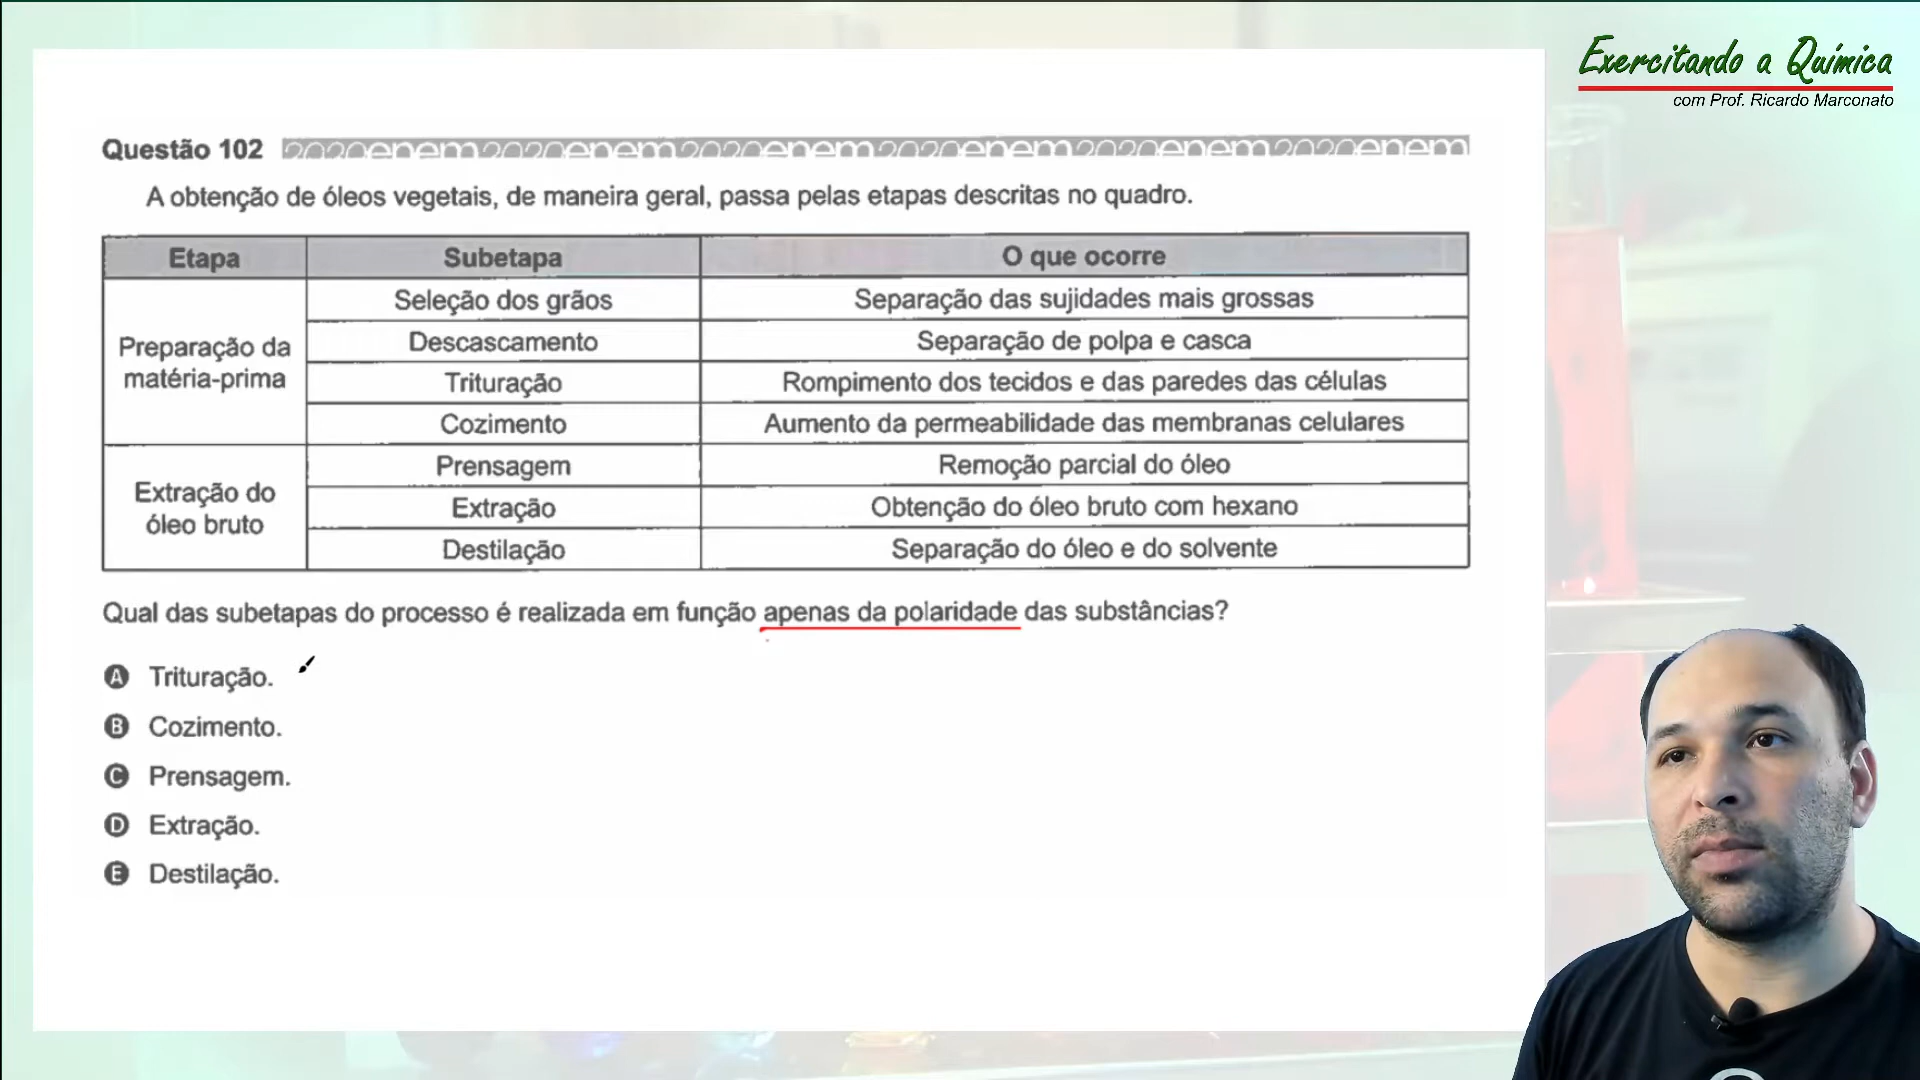 Exercitando a Química
com Prof. Ricardo Marconato
Questão 102 2020enem2020enem2020enem2020enem2020enem2020enem
A obtenção de óleos vegetais, de maneira geral, passa pelas etapas descritas no quadro.
Etapa Subetapa O que ocorre
Preparação da matéria-prima
Seleção dos grãos Separação das sujidades mais grossas
Descascamento Separação de polpa e casca
Trituração Rompimento dos tecidos e das paredes das células
Cozimento Aumento da permeabilidade das membranas celulares
Extração do óleo bruto
Prensagem Remoção parcial do óleo
Extração Obtenção do óleo bruto com hexano
Destilação Separação do óleo e do solvente
Qual das subetapas do processo é realizada em função apenas da polaridade das substâncias?
A Trituração.
B Cozimento.
C Prensagem.
D Extração.
E Destilação.